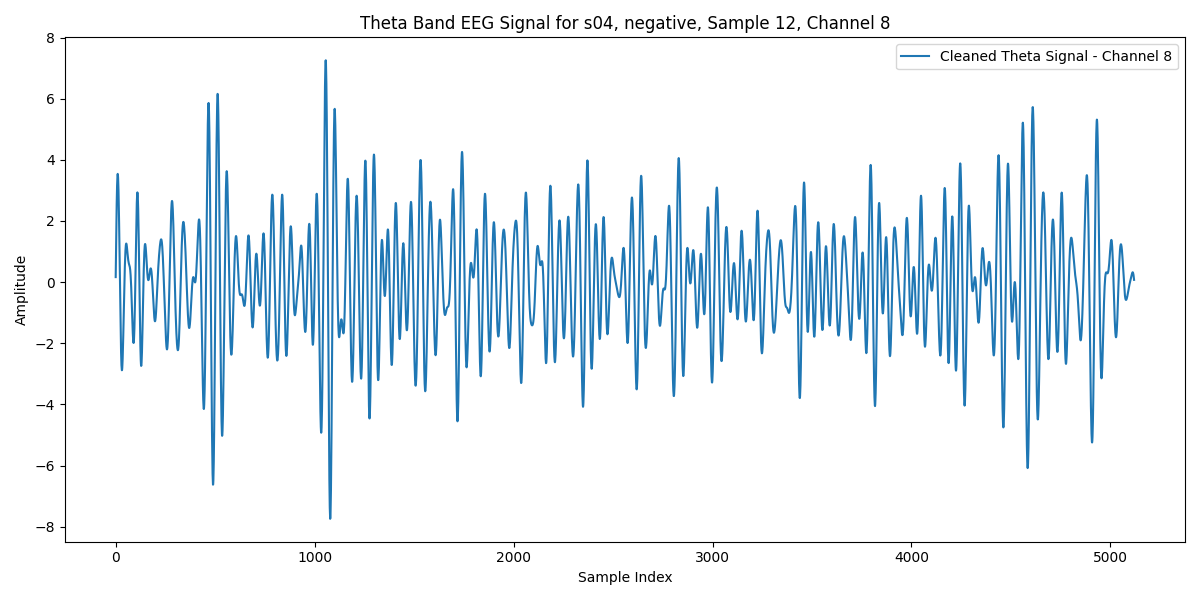 Theta Band EEG Signal for s04, negative, Sample 12, Channel 8
Cleaned Theta Signal - Channel 8
Amplitude
8
6
4
2
0
−2
−4
−6
−8
0 1000 2000 3000 4000 5000
Sample Index